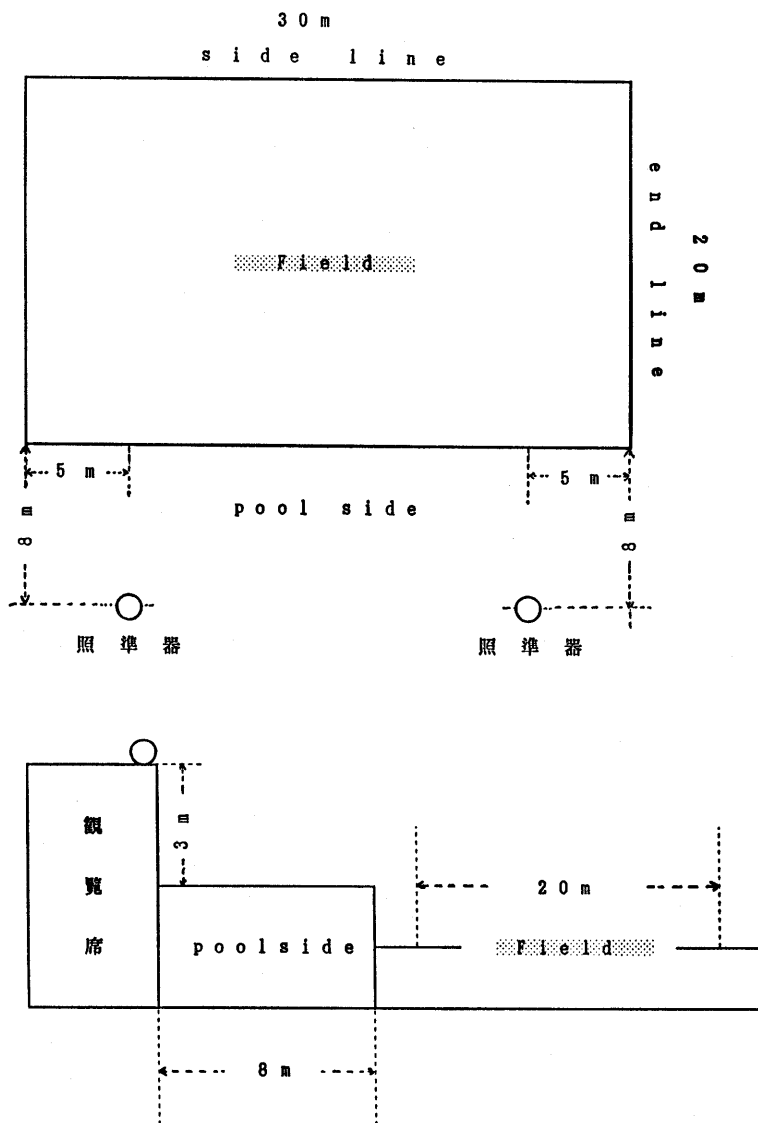 30m
side line
Field
end line
20m
5 m
5 m
8m
pool side
8m
照準器
照準器
観覧席
3m
20m
poolside
Field
8m